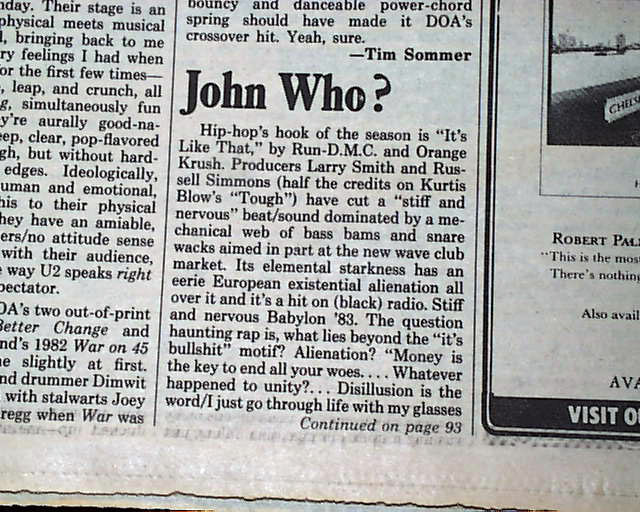 nday. Their stage is an
physical meets musical
l, bringing back to me
ry feelings I had when
or the first few times—
, leap, and crunch, all
g, simultaneously fun
y're aurally good-na-
eep, clear, pop-flavored
gh, but without hard-
edges. Ideologically,
uman and emotional,
his to their physical
hey have an amiable,
ers/no attitude sense
with their audience,
way U2 speaks right
pectator.
OA's two out-of-print
Better Change and
nd's 1982 War on 45
e slightly at first.
nd drummer Dimwit
with stalwarts Joey
regg when War was
bouncy and danceable power-chord
spring should have made it DOA's
crossover hit. Yeah, sure.
—Tim Sommer
John Who?
Hip-hop's hook of the season is "It's
Like That," by Run-D.M.C. and Orange
Krush. Producers Larry Smith and Rus-
sell Simmons (half the credits on Kurtis
Blow's "Tough") have cut a "stiff and
nervous" beat/sound dominated by a me-
chanical web of bass bams and snare
wacks aimed in part at the new wave club
market. Its elemental starkness has an
eerie European existential alienation all
over it and it's a hit on (black) radio. Stiff
and nervous Babylon '83. The question
haunting rap is, what lies beyond the "it's
bullshit" motif? Alienation? "Money is
the key to end all your woes.... Whatever
happened to unity?... Disillusion is the
word/I just go through life with my glasses
Continued on page 93
CHELS
ROBERT PAL
"This is the mos
There's nothin
Also avail
AVA
VISIT O